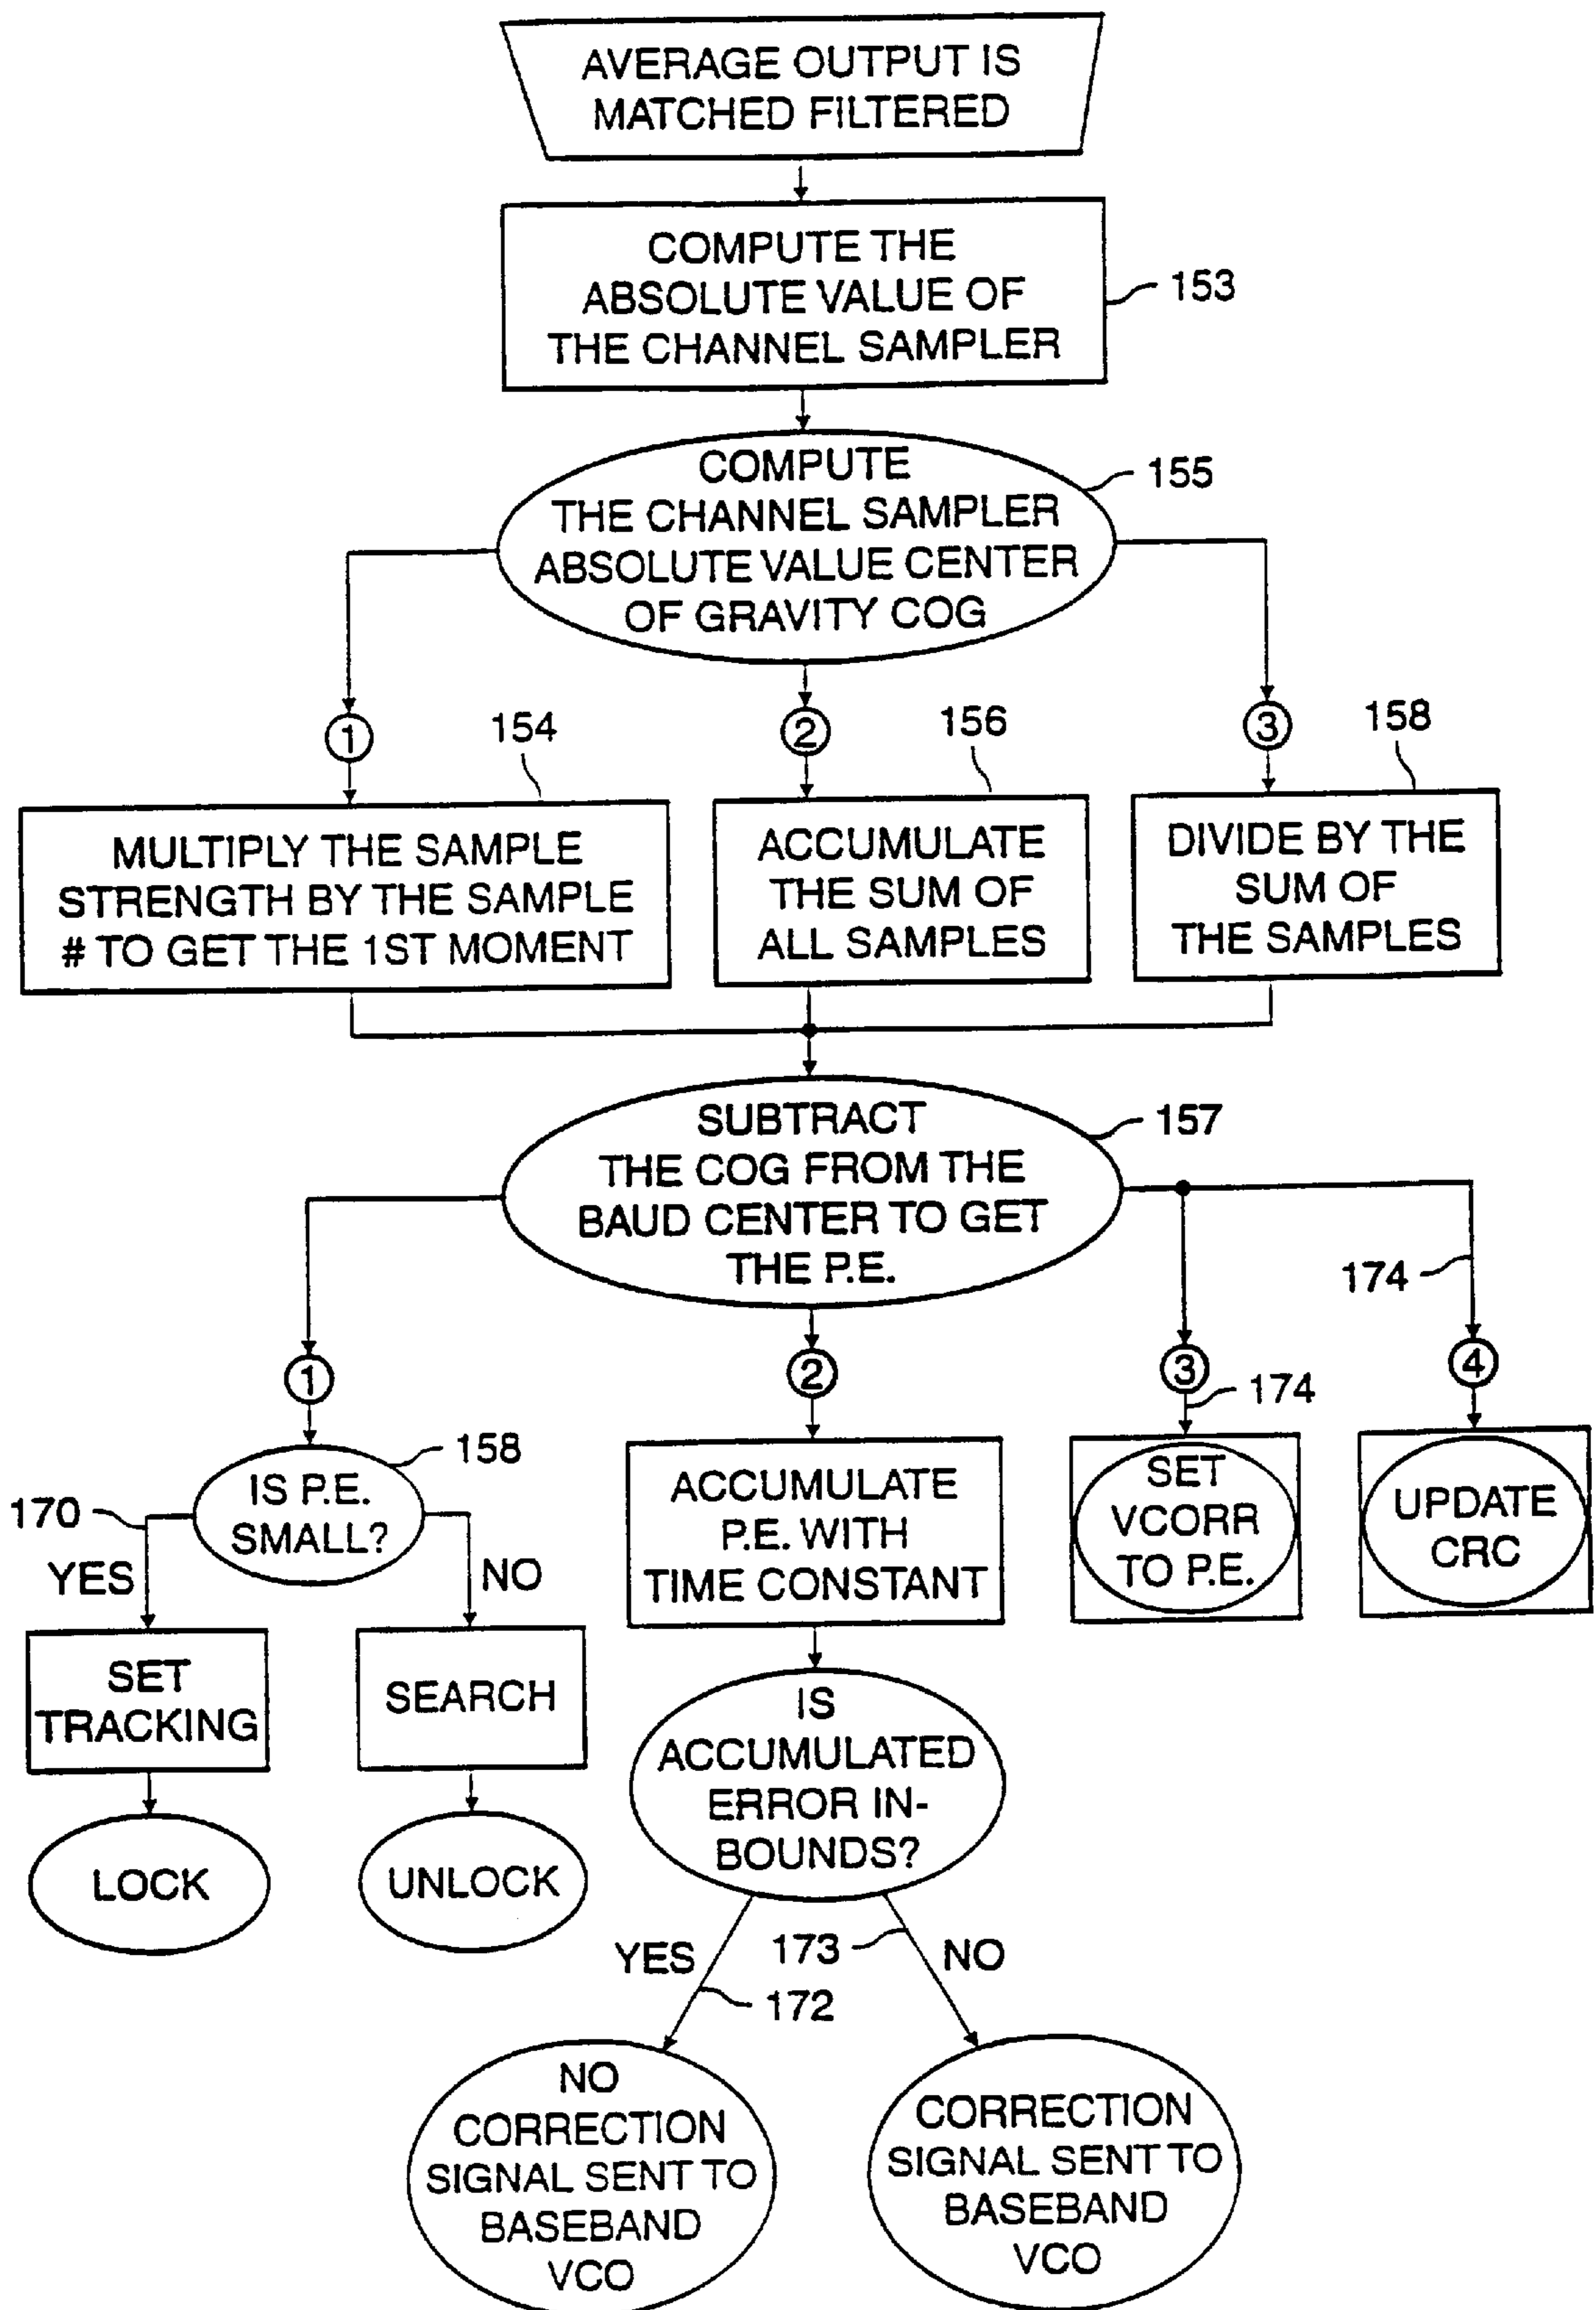 AVERAGE OUTPUT IS
MATCHED FILTERED
COMPUTE THE
ABSOLUTE VALUE OF
THE CHANNEL SAMPLER
153
COMPUTE
THE CHANNEL SAMPLER
ABSOLUTE VALUE CENTER
OF GRAVITY COG
155
1
154
2
156
3
158
MULTIPLY THE SAMPLE
STRENGTH BY THE SAMPLE
# TO GET THE 1ST MOMENT
ACCUMULATE
THE SUM OF
ALL SAMPLES
DIVIDE BY THE
SUM OF
THE SAMPLES
SUBTRACT
THE COG FROM THE
BAUD CENTER TO GET
THE P.E.
157
174
1
2
3
174
4
IS P.E.
SMALL?
158
170
YES
NO
ACCUMULATE
P.E. WITH
TIME CONSTANT
SET
VCORR
TO P.E.
UPDATE
CRC
SET
TRACKING
SEARCH
IS
ACCUMULATED
ERROR IN-
BOUNDS?
LOCK
UNLOCK
YES
172
173
NO
NO
CORRECTION
SIGNAL SENT TO
BASEBAND
VCO
CORRECTION
SIGNAL SENT TO
BASEBAND
VCO